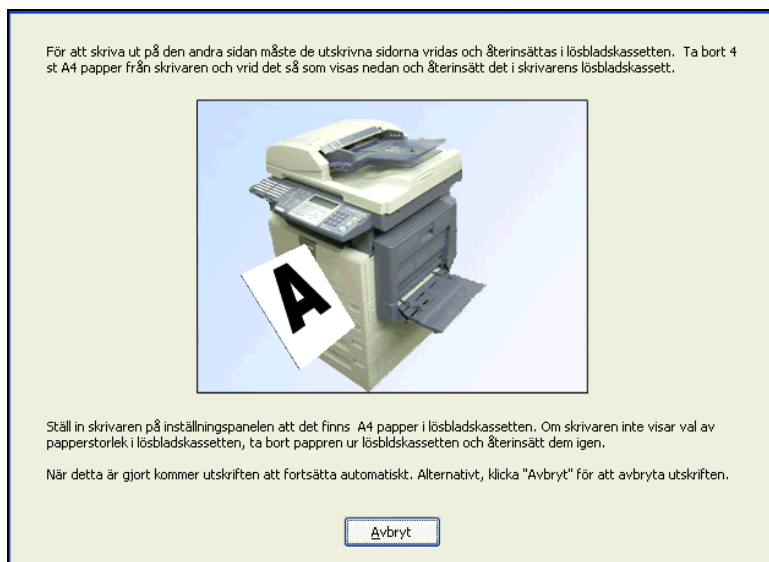 För att skriva ut på den andra sidan måste de utskrivna sidorna vridas och återinsättas i lösbladskassetten.  Ta bort 4
st A4 papper från skrivaren och vrid det så som visas nedan och återinsätt det i skrivarens lösbladskassett.
A
Ställ in skrivaren på inställningspanelen att det finns  A4 papper i lösbladskassetten. Om skrivaren inte visar val av
papperstorlek i lösbladskassetten, ta bort pappren ur lösbldskassetten och återinsätt dem igen.
När detta är gjort kommer utskriften att fortsätta automatiskt. Alternativt, klicka "Avbryt" för att avbryta utskriften.
Avbryt